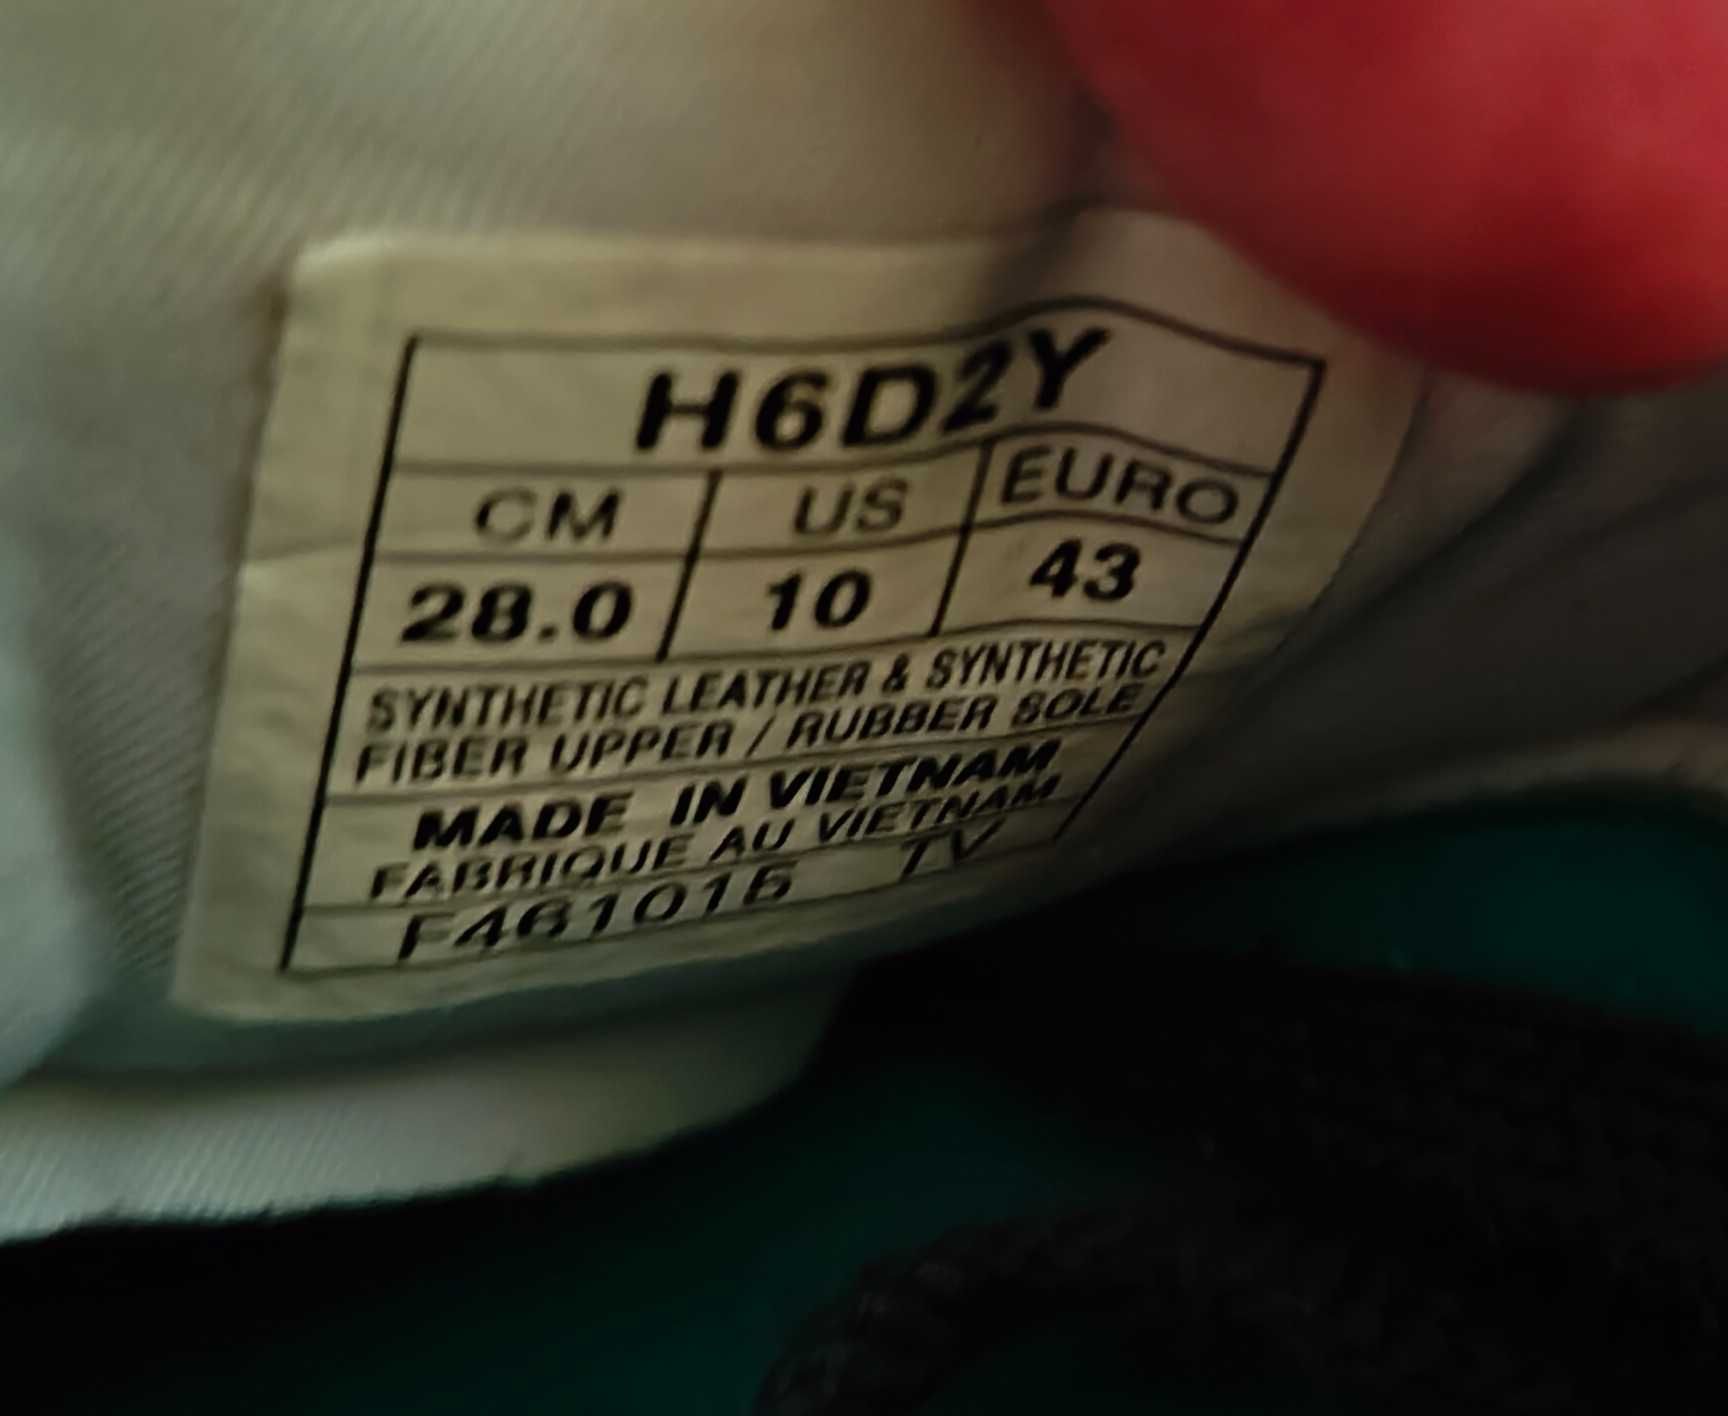 H6D2Y
CM US EURO
28.0 10 43
SYNTHETIC LEATHER & SYNTHETIC
FIBER UPPER / RUBBER SOLE
MADE IN VIETNAM
FABRIQUE AU VIETNAM
F461015 TV